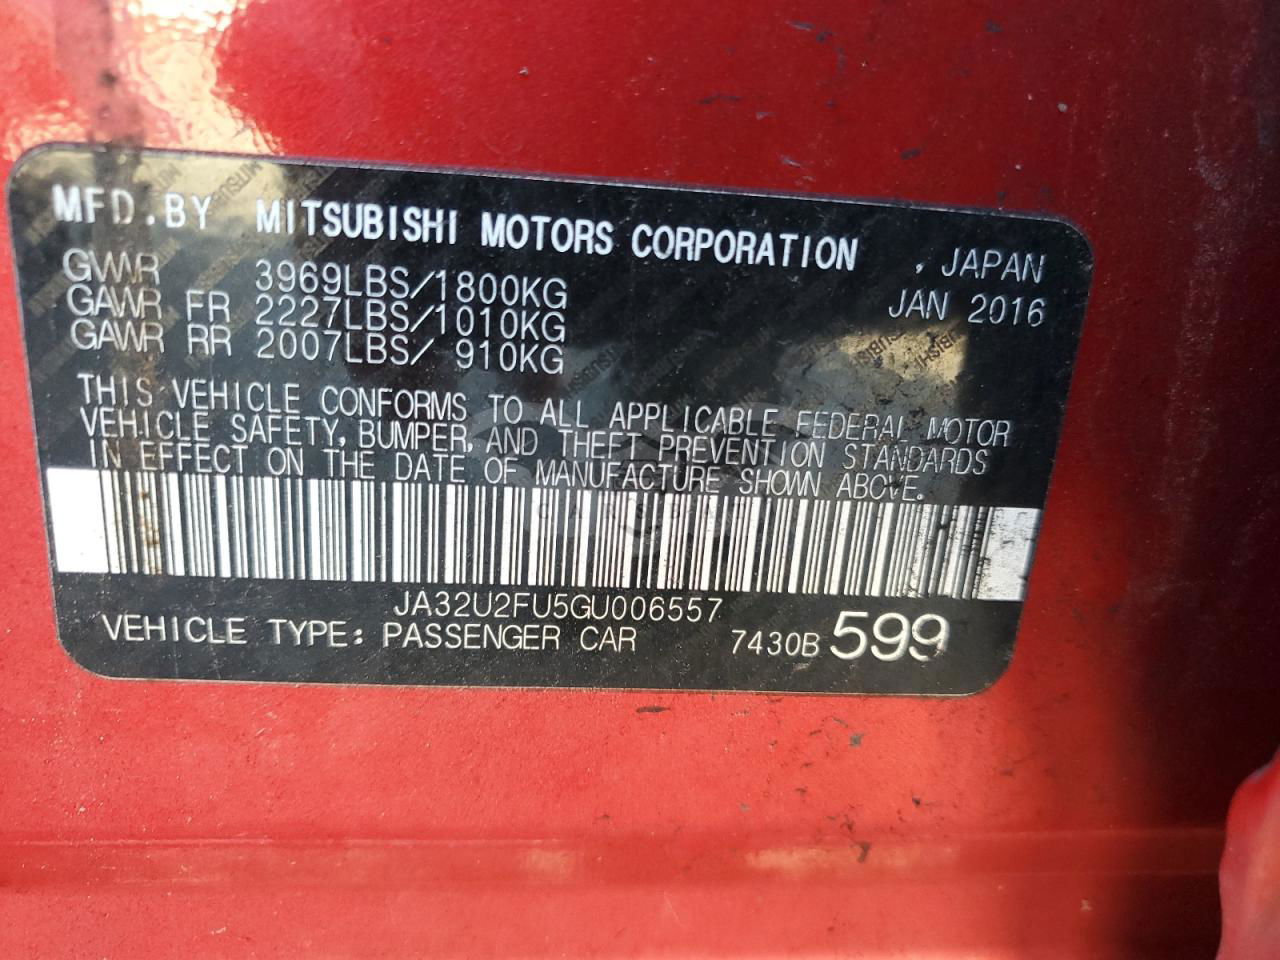 MFD.BY MITSUBISHI MOTORS CORPORATION , JAPAN
GVWR 3969LBS/1800KG JAN 2016
GAWR FR 2227LBS/1010KG
GAWR RR 2007LBS/ 910KG
THIS VEHICLE CONFORMS TO ALL APPLICABLE FEDERAL MOTOR
VEHICLE SAFETY, BUMPER, AND THEFT PREVENTION STANDARDS
IN EFFECT ON THE DATE OF MANUFACTURE SHOWN ABOVE.
JA32U2FU5GU006557
VEHICLE TYPE: PASSENGER CAR 7430B 599